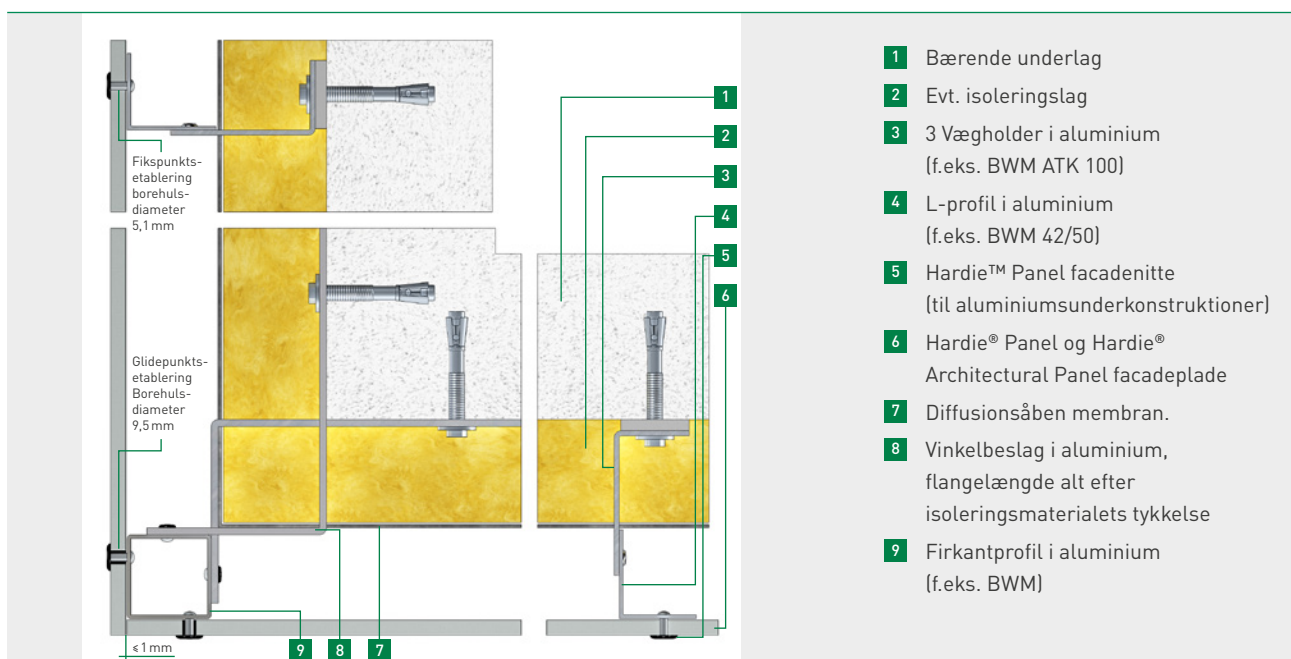 Fikspunkts-
etablering
borehuls-
diameter
5,1 mm
Glidepunkts-
etablering
Borehuls-
diameter
9,5 mm
≤ 1 mm
1
2
3
4
5
6
9
8
7
1 Bærende underlag
2 Evt. isoleringslag
3 3 Vægholder i aluminium
(f.eks. BWM ATK 100)
4 L-profil i aluminium
(f.eks. BWM 42/50)
5 Hardie™ Panel facadenitte
(til aluminiumsunderkonstruktioner)
6 Hardie® Panel og Hardie®
Architectural Panel facadeplade
7 Diffusionsåben membran.
8 Vinkelbeslag i aluminium,
flangelængde alt efter
isoleringsmaterialets tykkelse
9 Firkantprofil i aluminium
(f.eks. BWM)